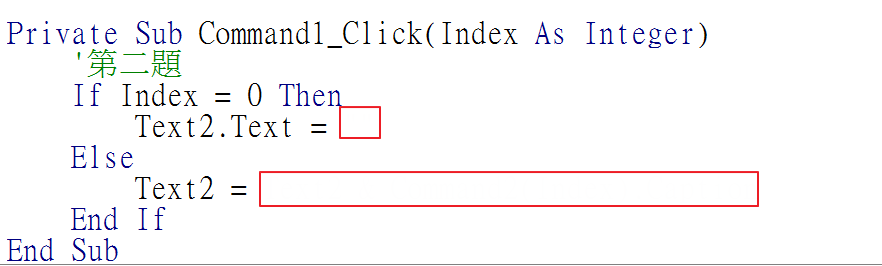 Private Sub Command1_Click(Index As Integer)
    '第二題
    If Index = 0 Then
        Text2.Text =
    Else
        Text2 =
    End If
End Sub